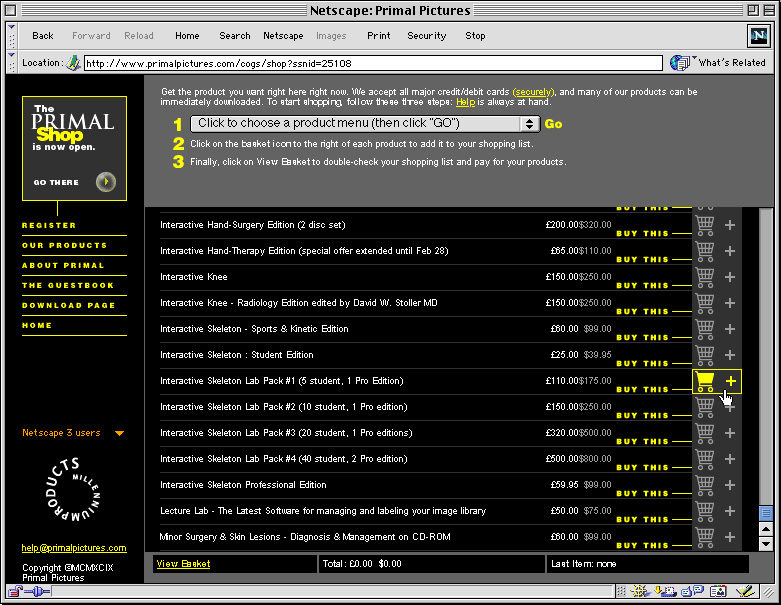 Netscape: Primal Pictures
Back Forward Reload Home Search Netscape Images Print Security Stop
N
Location: http://www.primalpictures.com/cogs/shop?ssnid=25108 What's Related
The
PRIMAL
Shop
is now open.
GO THERE
REGISTER
OUR PRODUCTS
ABOUT PRIMAL
THE GUESTBOOK
DOWNLOAD PAGE
HOME
Netscape 3 users
MILLENNIUM PRODUCTS
help@primalpictures.com
Copyright @MCMXCIX
Primal Pictures
Get the product you want right here right now. We accept all major credit/debit cards (securely), and many of our products can be
immediately downloaded. To start shopping, follow these three steps: Help is always at hand.
1 Click to choose a product menu (then click "GO") Go
2 Click on the basket icon to the right of each product to add it to your shopping list.
3 Finally, click on View Basket to double-check your shopping list and pay for your products.
BUY THIS
Interactive Hand-Surgery Edition (2 disc set) £200.00 $320.00 BUY THIS +
Interactive Hand-Therapy Edition (special offer extended until Feb 28) £65.00 $110.00 BUY THIS +
Interactive Knee £150.00 $250.00 BUY THIS +
Interactive Knee - Radiology Edition edited by David W. Stoller MD £150.00 $250.00 BUY THIS +
Interactive Skeleton - Sports & Kinetic Edition £60.00 $99.00 BUY THIS +
Interactive Skeleton : Student Edition £25.00 $39.95 BUY THIS +
Interactive Skeleton Lab Pack #1 (5 student, 1 Pro Edition) £110.00 $175.00 BUY THIS +
Interactive Skeleton Lab Pack #2 (10 student, 1 Pro edition) £150.00 $250.00 BUY THIS +
Interactive Skeleton Lab Pack #3 (20 student, 1 Pro editions) £320.00 $500.00 BUY THIS +
Interactive Skeleton Lab Pack #4 (40 student, 2 Pro edition) £500.00 $800.00 BUY THIS +
Interactive Skeleton Professional Edition £59.95 $99.00 BUY THIS +
Lecture Lab - The Latest Software for managing and labeling your image library £50.00 $75.00 BUY THIS +
Minor Surgery & Skin Lesions - Diagnosis & Management on CD-ROM £60.00 $99.00 BUY THIS +
View Basket Total: £0.00 $0.00 Last Item: none